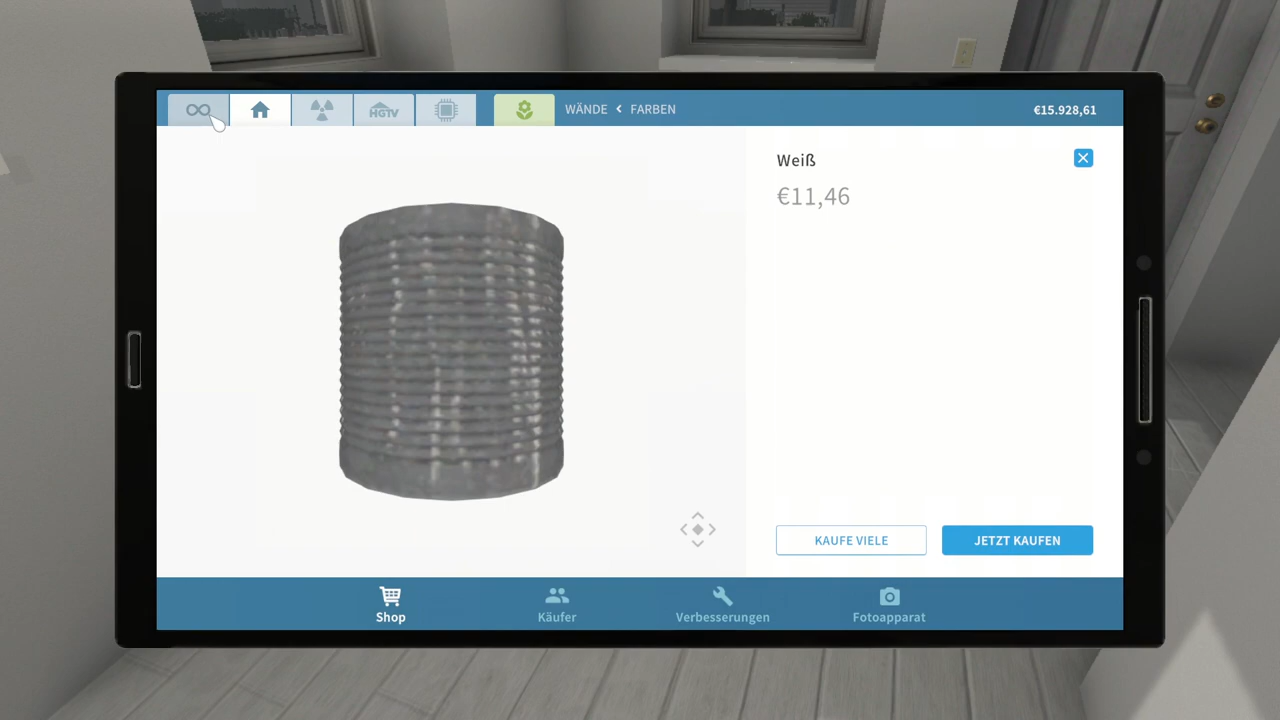 HGTV
WÄNDE < FARBEN
€15.928,61
Weiß
€11,46
KAUFE VIELE
JETZT KAUFEN
Shop
Käufer
Verbesserungen
Fotoapparat